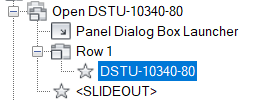 Open DSTU-10340-80
Panel Dialog Box Launcher
Row 1
DSTU-10340-80
<SLIDEOUT>